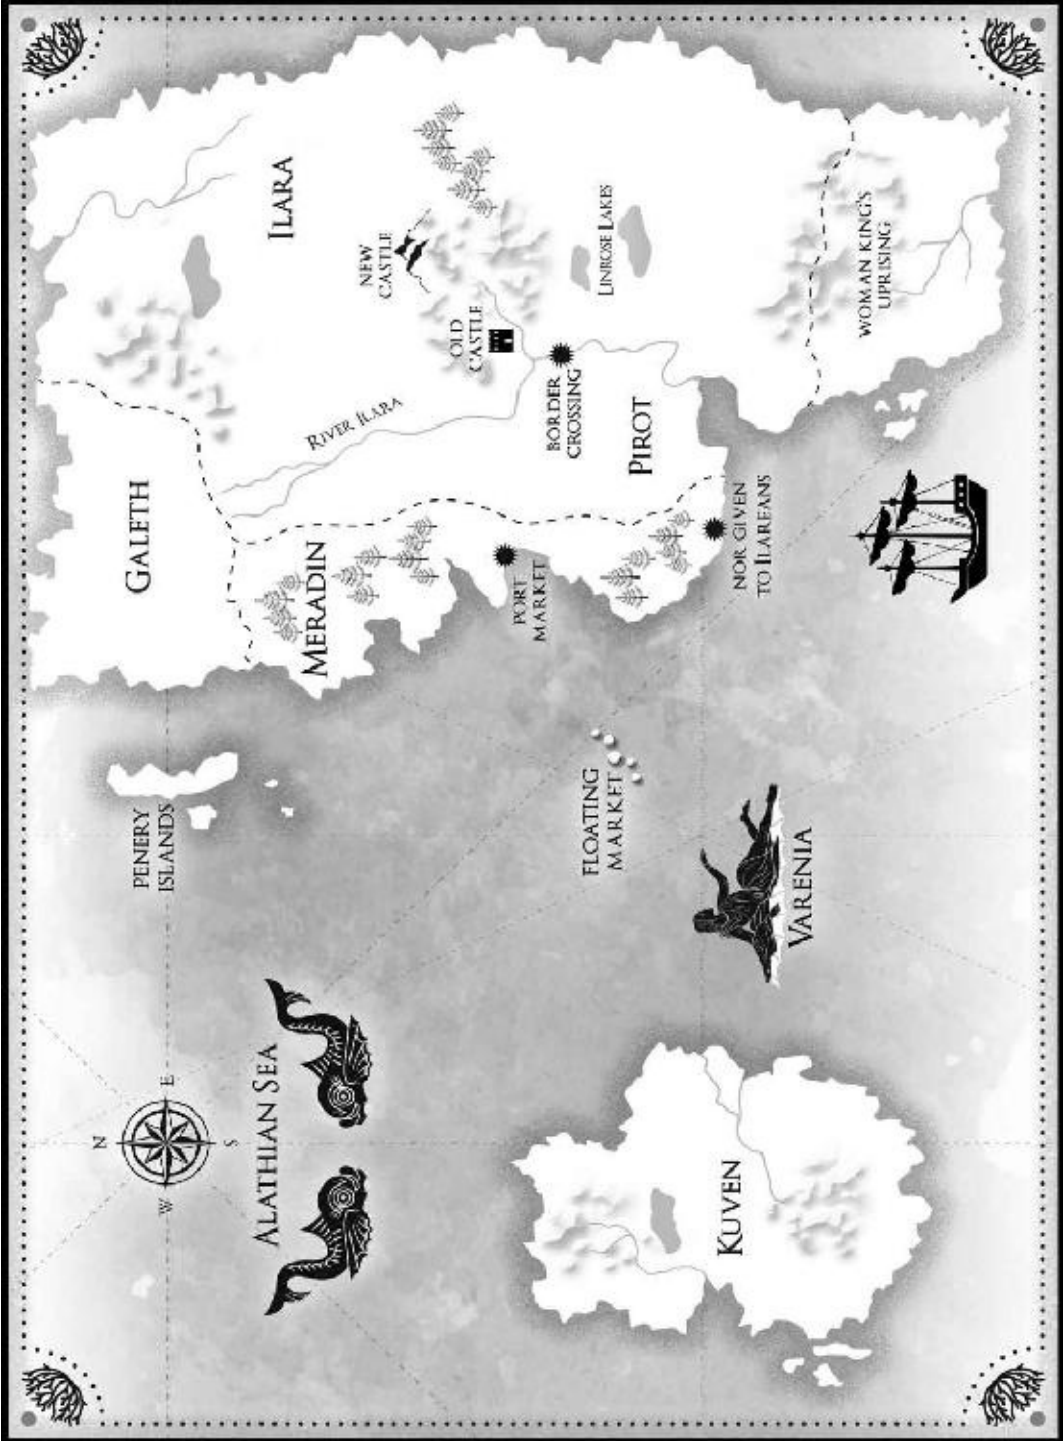 N
W
E
S
ALATHIAN SEA
PENERY
ISLANDS
GALETH
MERADIN
RIVER ILARA
ILARA
NEW
CASTLE
OLD
CASTLE
PORT
MARKET
BORDER
CROSSING
LINROSE LAKES
PIROT
FLOATING
MARKET
NOR GIVEN
TO ILAREANS
KUVEN
VARENIA
WOMAN KING'S
UPRISING